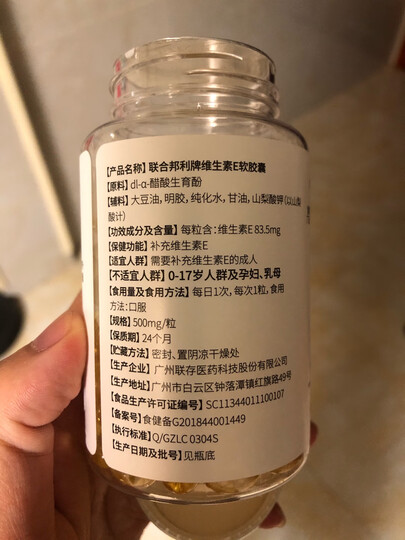 【产品名称】联合邦利牌维生素E软胶囊
【原料】dl-α-醋酸生育酚
【辅料】大豆油，明胶，纯化水，甘油，山梨酸钾（以山梨
酸计）
【功效成分及含量】每粒含：维生素E 83.5mg
【保健功能】补充维生素E
【适宜人群】需要补充维生素E的成人
【不适宜人群】0-17岁人群及孕妇、乳母
【食用量及食用方法】每日1次，每次1粒，食用
方法：口服
【规格】500mg/粒
【保质期】24个月
【贮藏方法】密封、置阴凉干燥处
【生产企业】广州联存医药科技股份有限公司
【生产地址】广州市白云区钟落潭镇红旗路49号
【食品生产许可证编号】SC11344011100107
【备案号】食健备G201844001449
【执行标准】Q/GZLC 0304S
【生产日期及批号】见瓶底